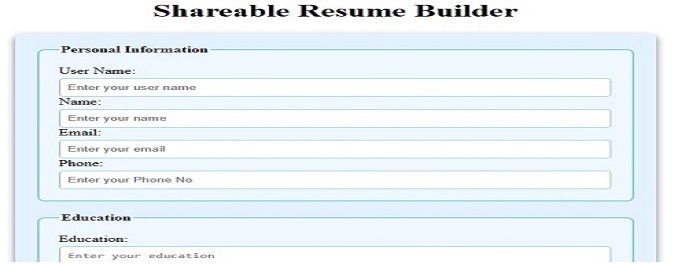 Shareable Resume Builder
Personal Information
User Name:
Enter your user name
Name:
Enter your name
Email:
Enter your email
Phone:
Enter your Phone No
Education
Education:
Enter your education